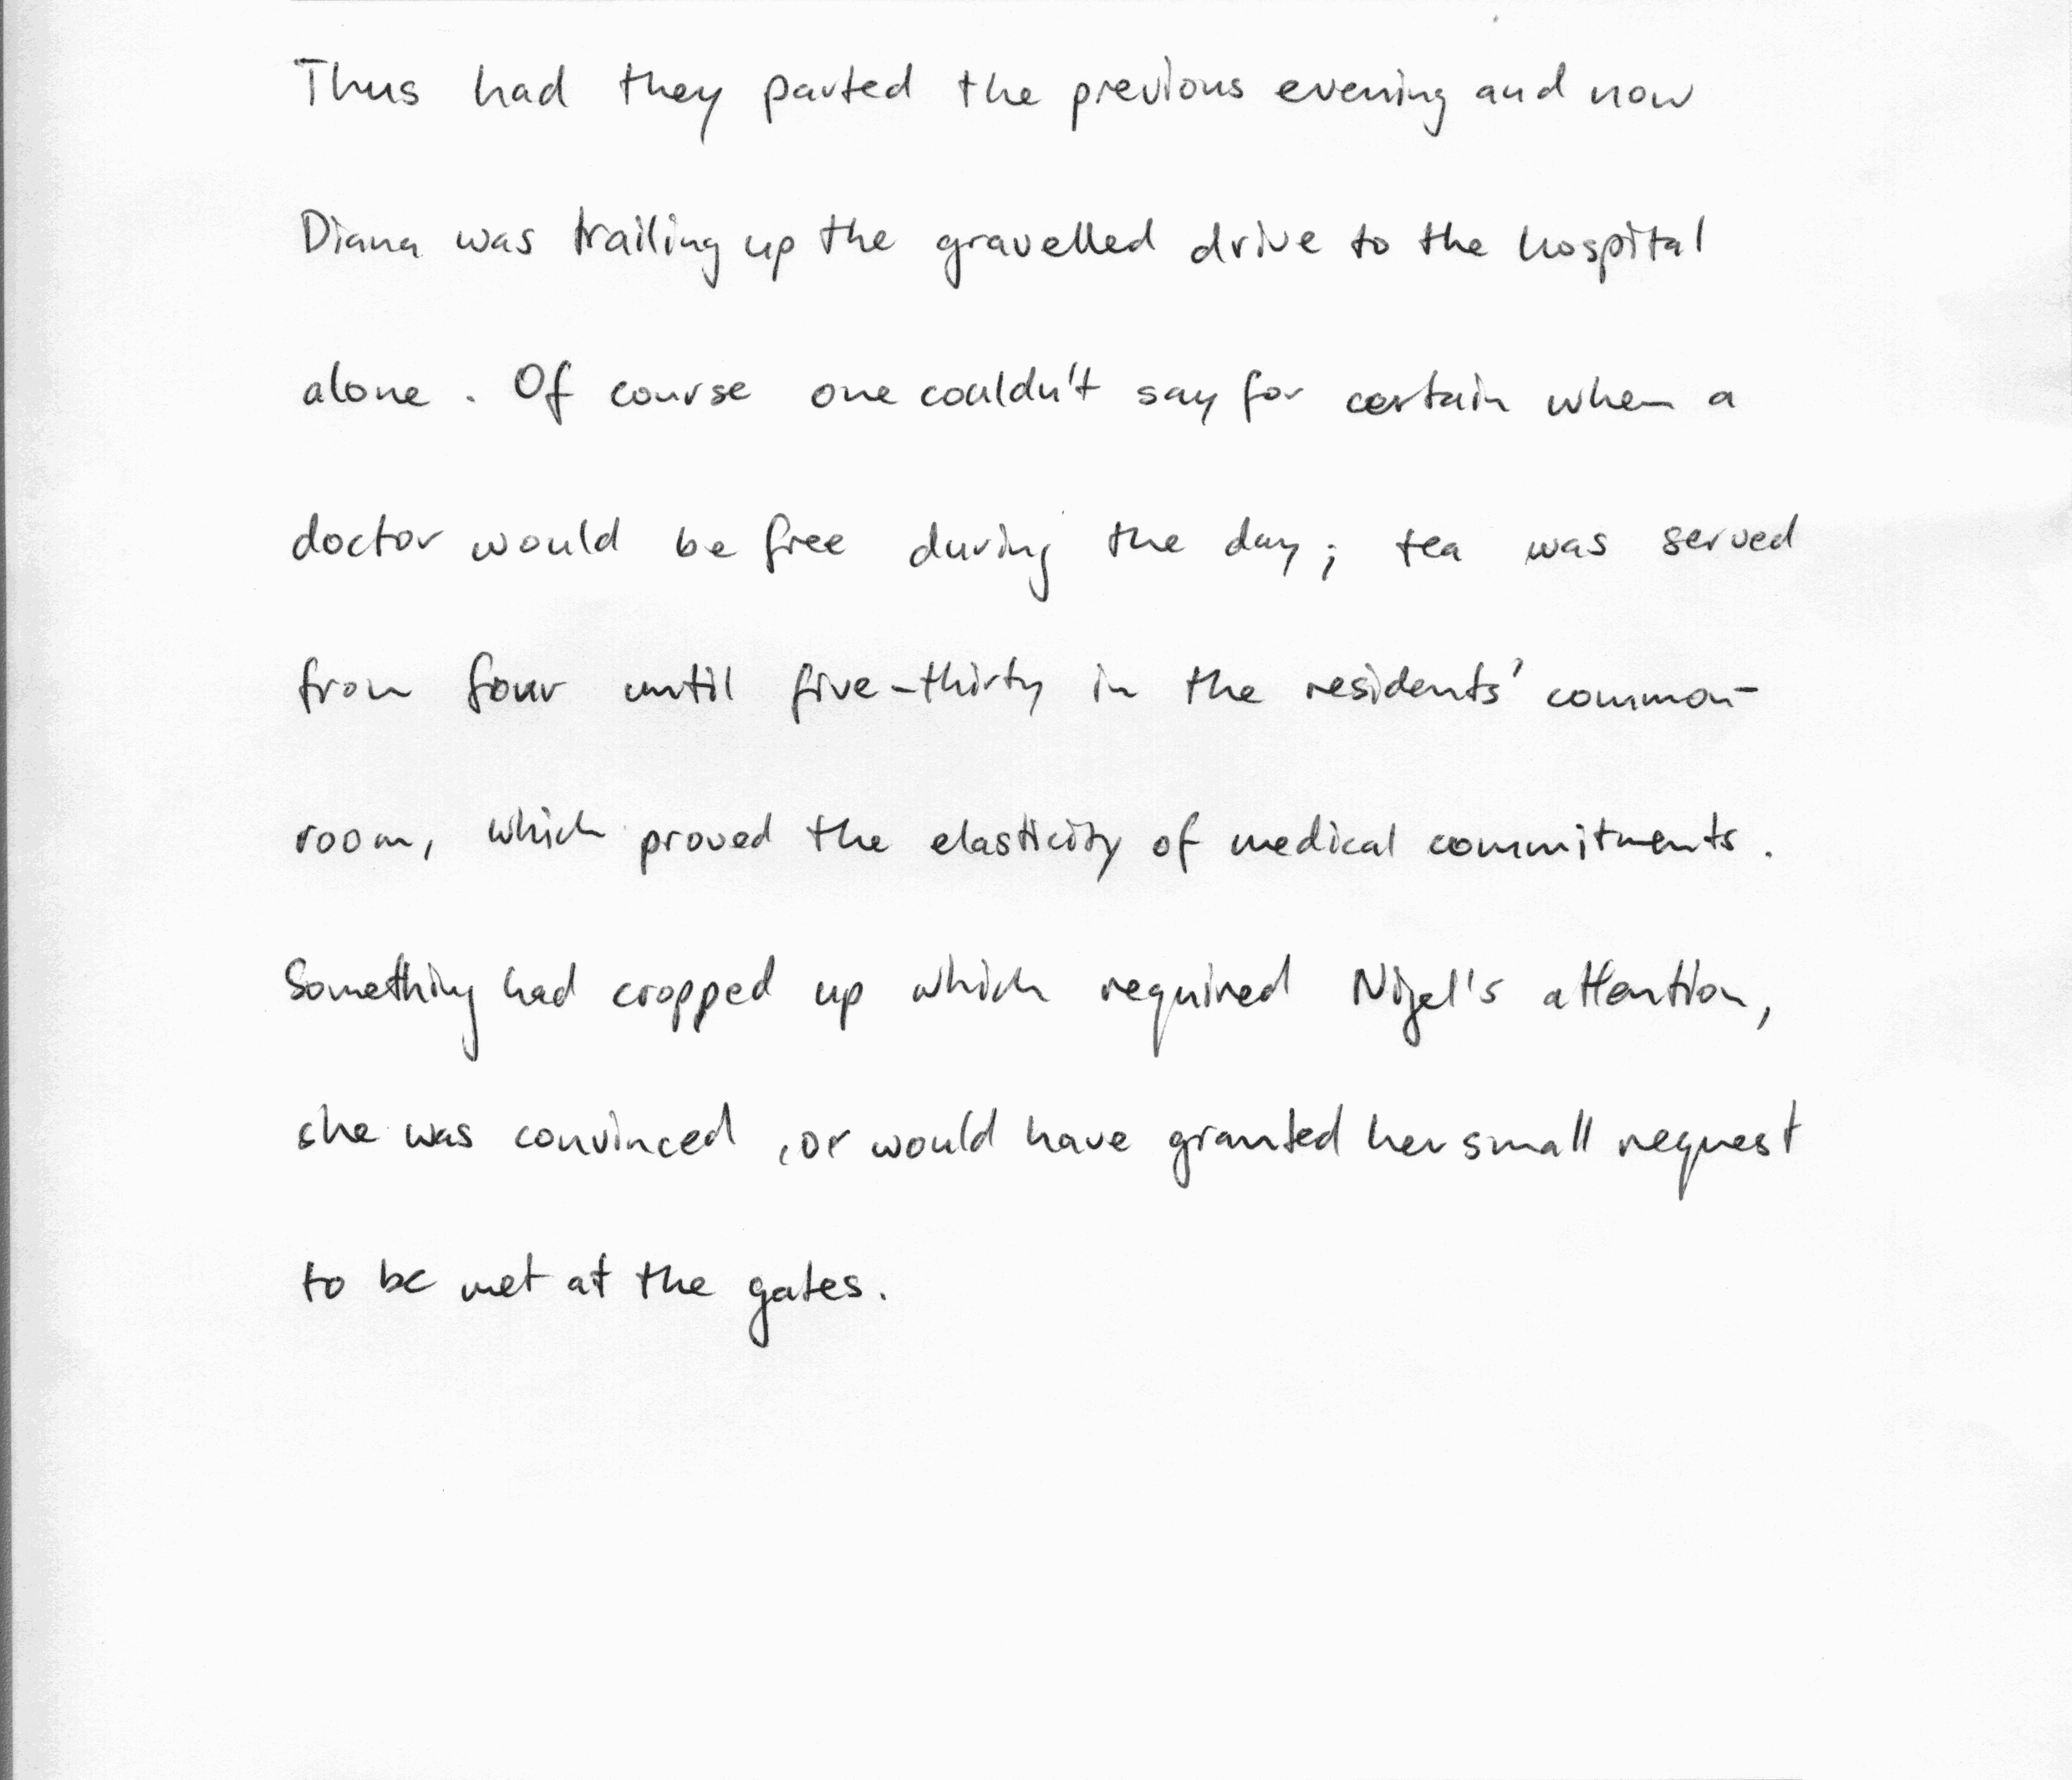 Thus had they parted the previous evening and now
Diana was trailing up the gravelled drive to the hospital
alone. Of course one couldn't say for certain when a
doctor would be free during the day; tea was served
from four until five-thirty in the residents' common-
room, which proved the elasticity of medical commitments.
Something had cropped up which required Nigel's attention,
she was convinced, or would have granted her small request
to be met at the gates.